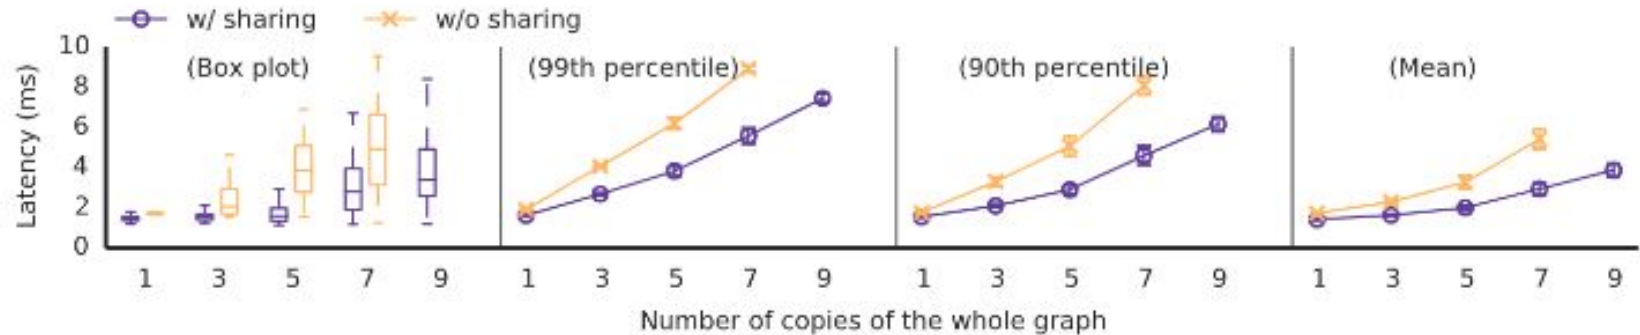 w/ sharing w/o sharing
Latency (ms)
10
8
6
4
2
0
(Box plot) (99th percentile) (90th percentile) (Mean)
1 3 5 7 9 1 3 5 7 9 1 3 5 7 9 1 3 5 7 9
Number of copies of the whole graph